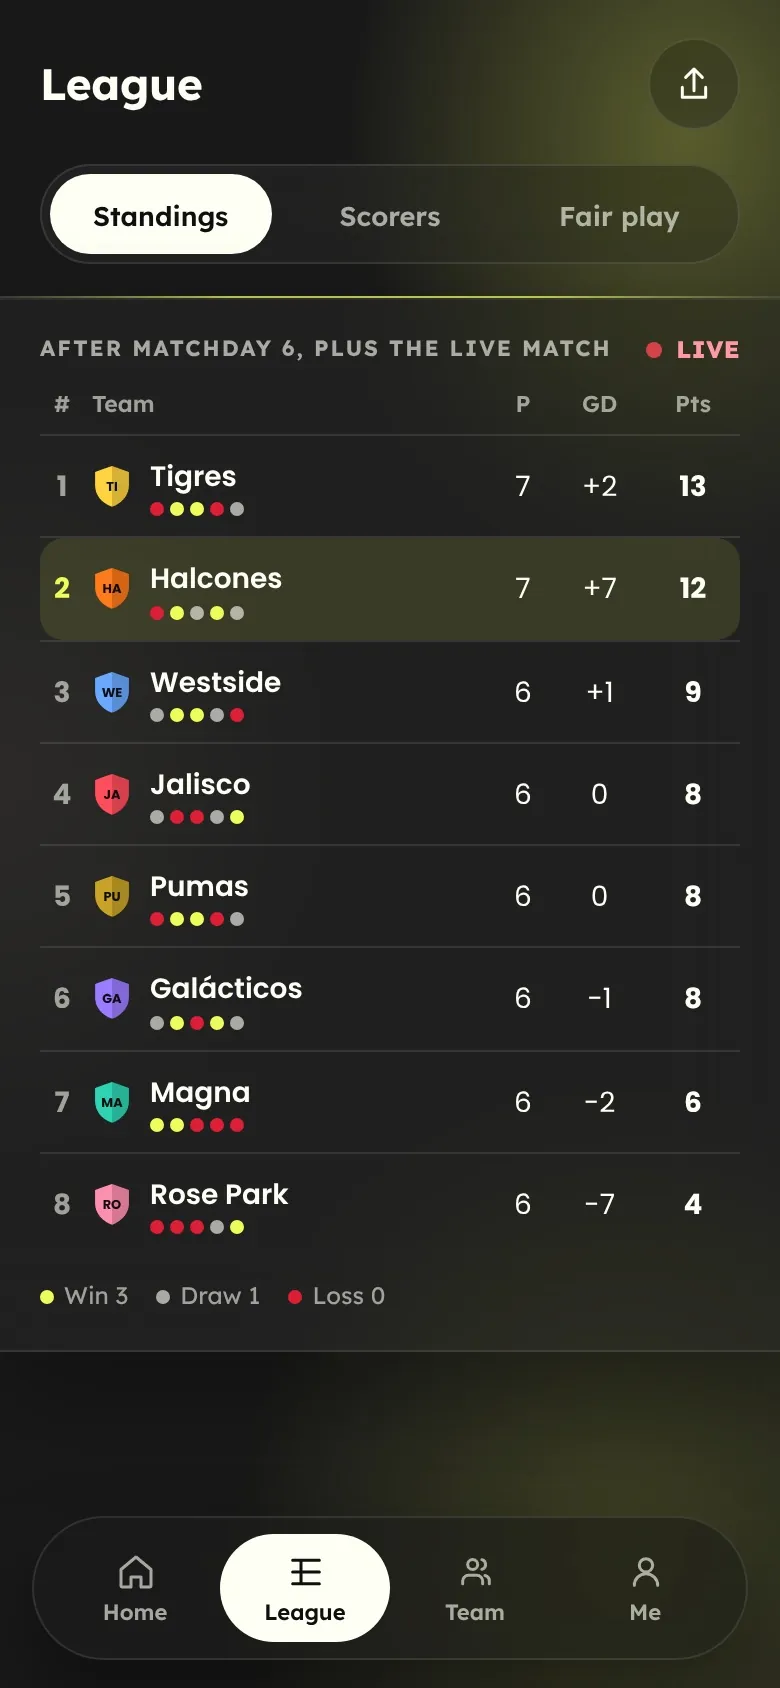 League
Standings Scorers Fair play
AFTER MATCHDAY 6, PLUS THE LIVE MATCH LIVE
# Team P GD Pts
1 TI Tigres 7 +2 13
2 HA Halcones 7 +7 12
3 WE Westside 6 +1 9
4 JA Jalisco 6 0 8
5 PU Pumas 6 0 8
6 GA Galácticos 6 −1 8
7 MA Magna 6 −2 6
8 RO Rose Park 6 −7 4
Win 3 Draw 1 Loss 0
Home League Team Me